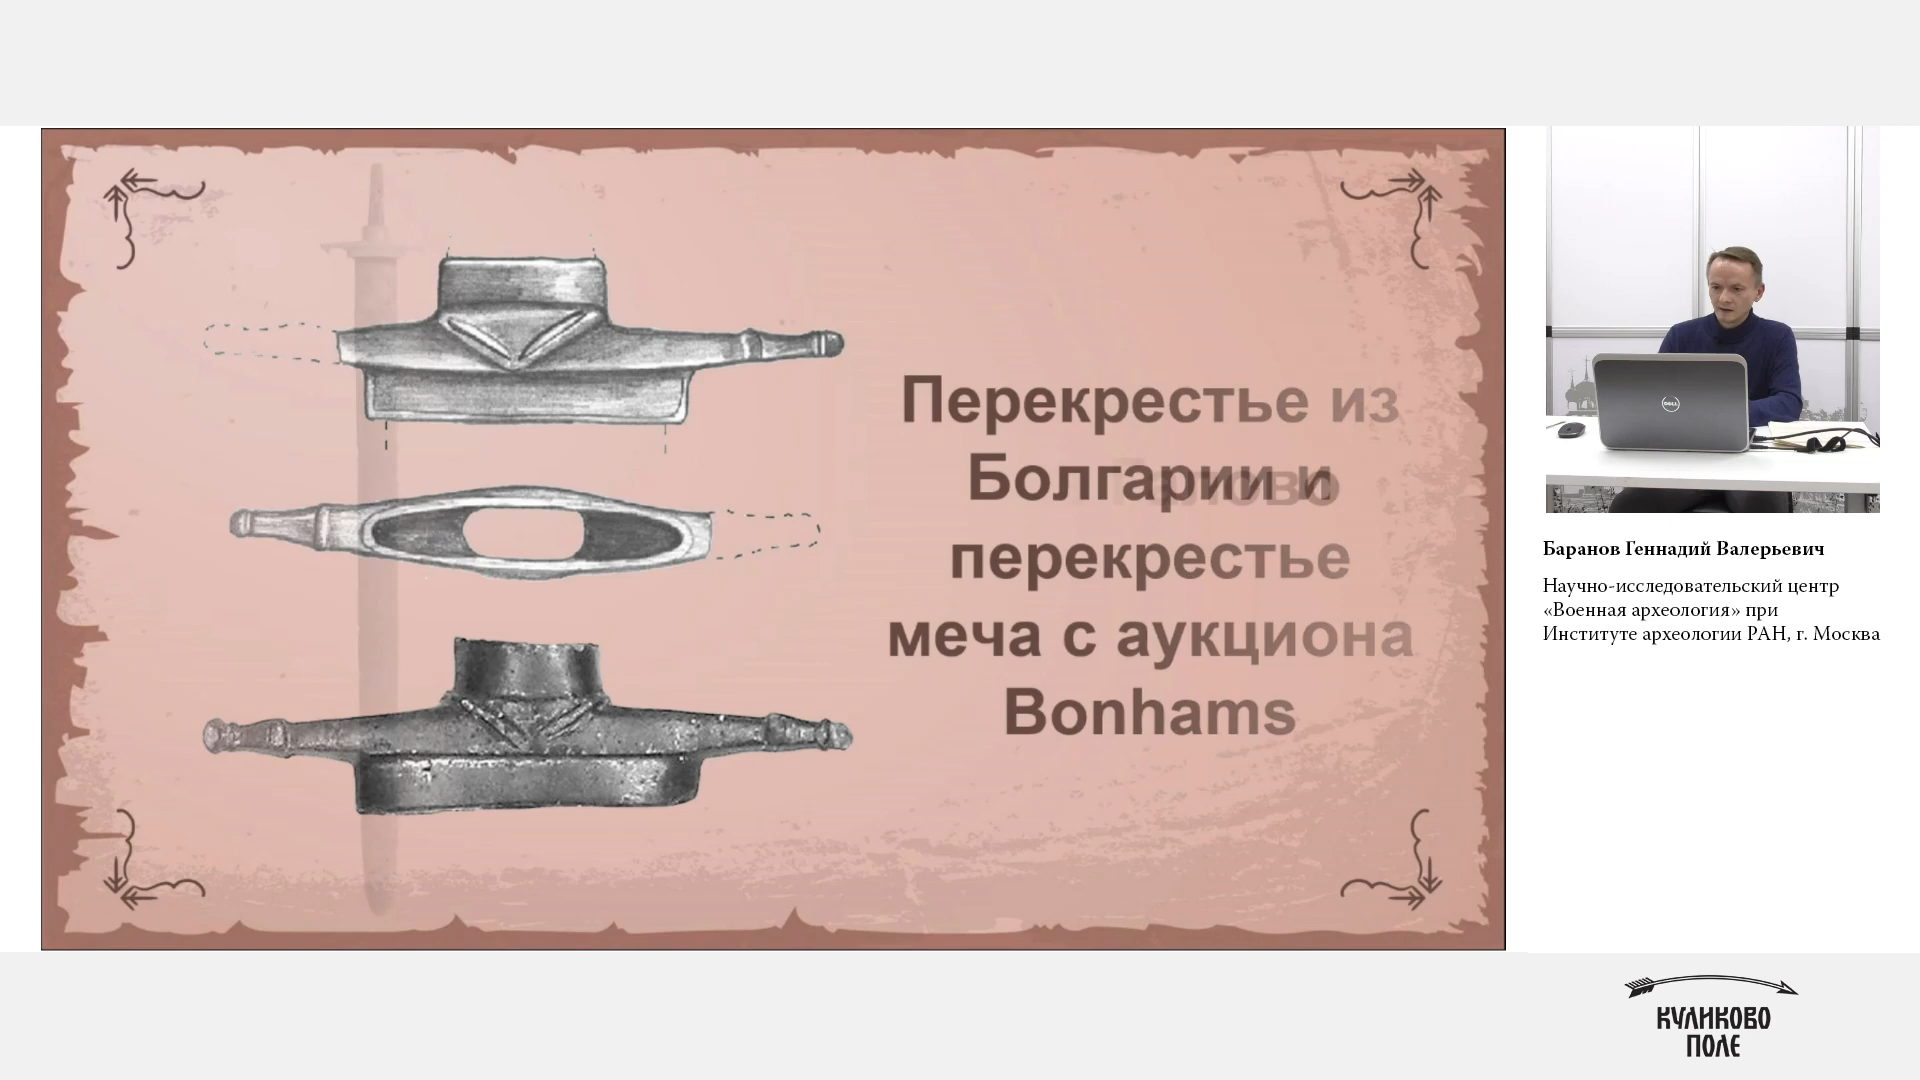 Перекрестье из
Болгарии и
перекрестье
меча с аукциона
Bonhams
DELL
Баранов Геннадий Валерьевич
Научно-исследовательский центр
«Военная археология» при
Институте археологии РАН, г. Москва
КУЛИКОВО
ПОЛЕ